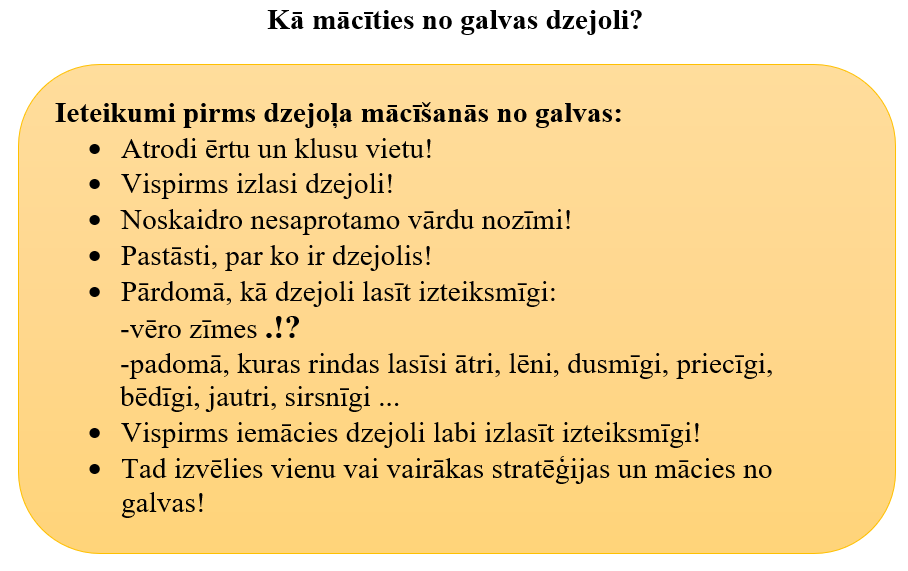 Kā mācīties no galvas dzejoli?
Ieteikumi pirms dzejoļa mācīšanās no galvas:
• Atrodi ērtu un klusu vietu!
• Vispirms izlasi dzejoli!
• Noskaidro nesaprotamo vārdu nozīmi!
• Pastāsti, par ko ir dzejolis!
• Pārdomā, kā dzejoli lasīt izteiksmīgi:
-vēro zīmes .!?
-padomā, kuras rindas lasīsi ātri, lēni, dusmīgi, priecīgi,
bēdīgi, jautri, sirsnīgi ...
• Vispirms iemācies dzejoli labi izlasīt izteiksmīgi!
• Tad izvēlies vienu vai vairākas stratēģijas un mācies no
galvas!